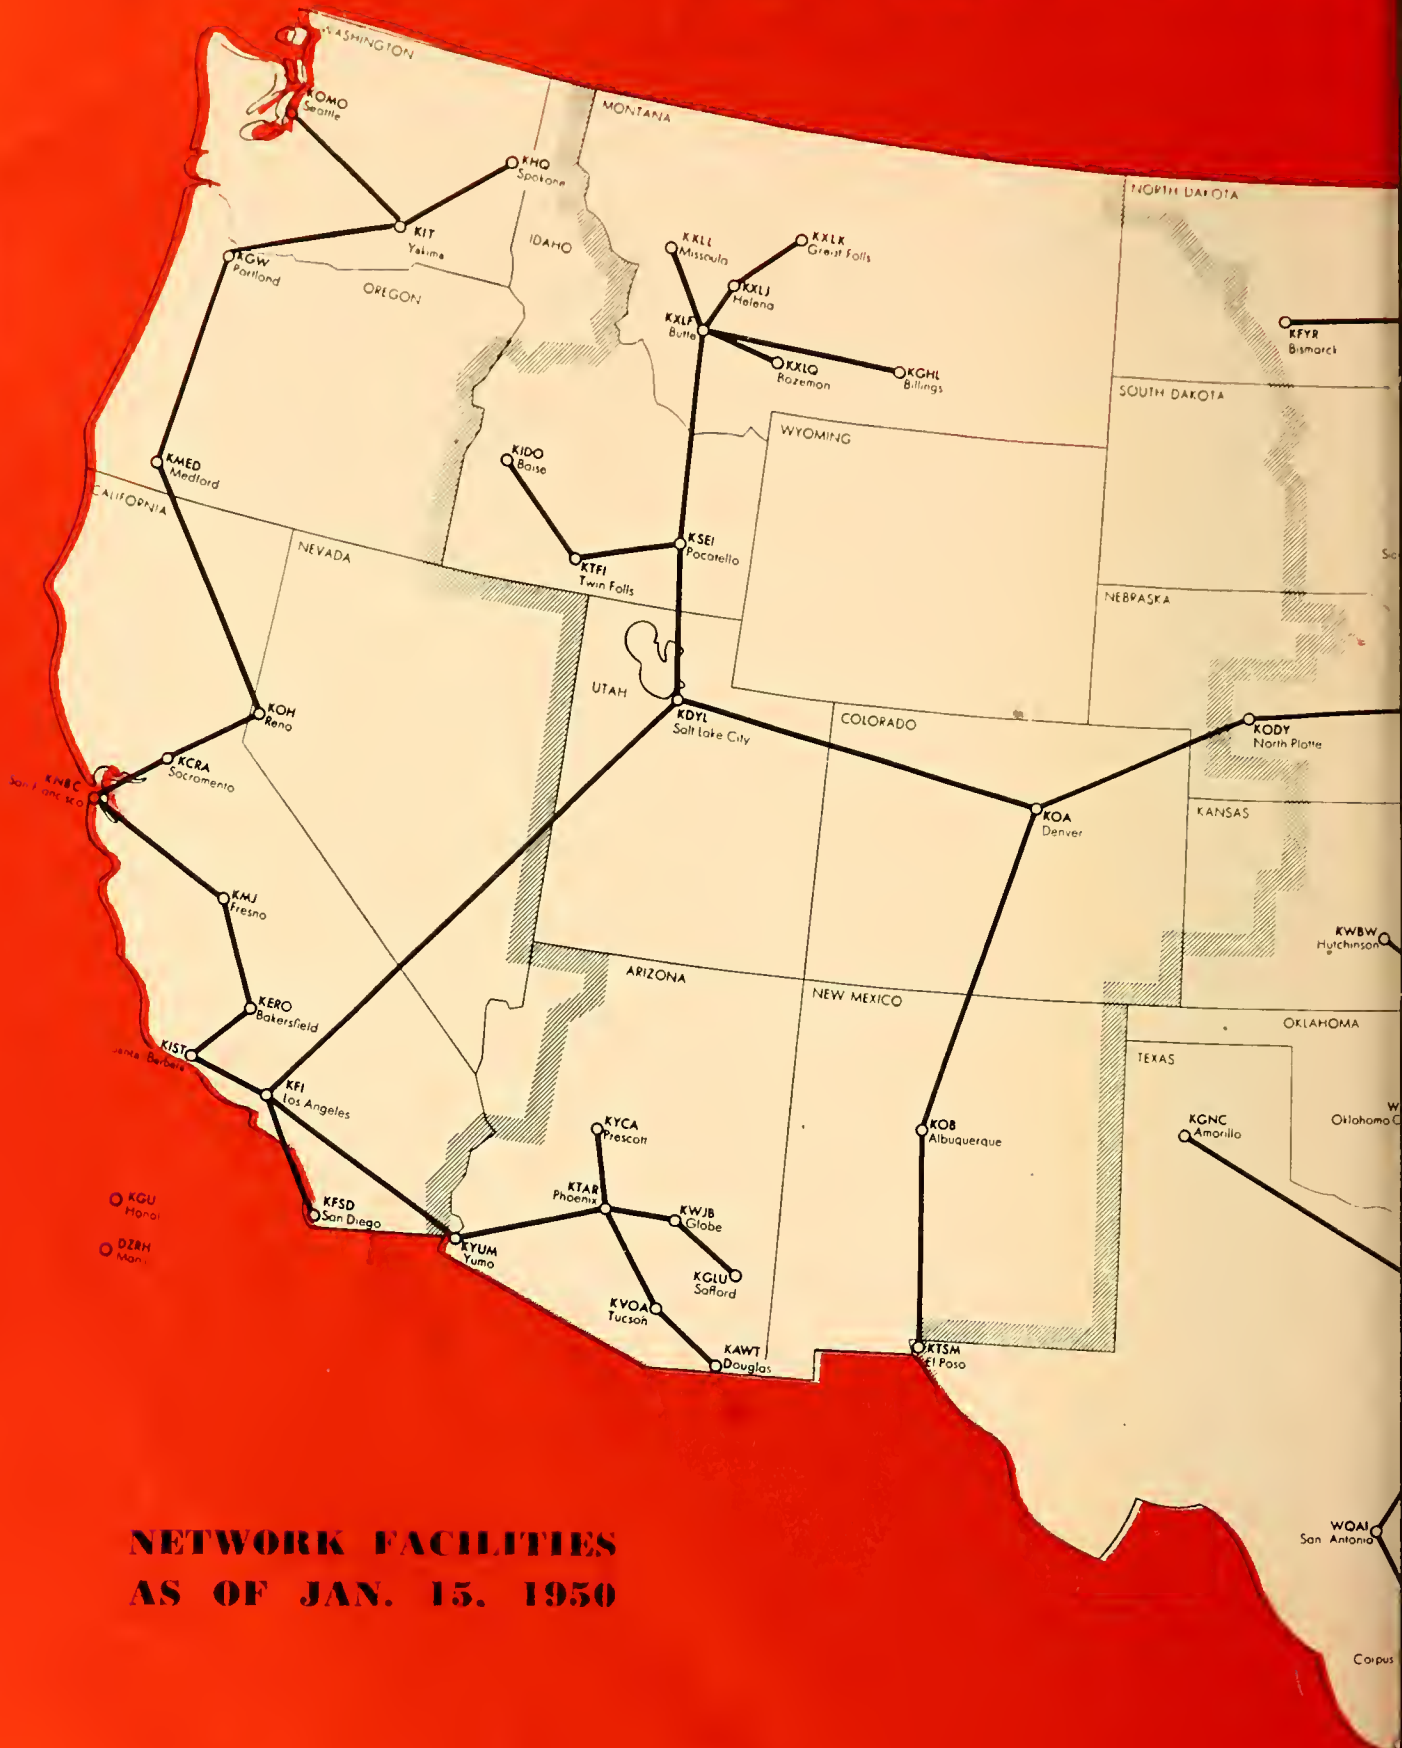 WASHINGTON
KOMO
Seattle
KHQ
Spokane
KIT
Yakima
KGW
Portland
OREGON
IDAHO
MONTANA
KXLL
Missoula
KXLK
Great Falls
KXLJ
Helena
KXLF
Butte
KXLQ
Bozeman
KGHL
Billings
NORTH DAKOTA
KFYR
Bismarck
SOUTH DAKOTA
WYOMING
KMED
Medford
CALIFORNIA
KIDO
Boise
NEVADA
KSEI
Pocatello
KTFI
Twin Falls
NEBRASKA
UTAH
KOH
Reno
KDYL
Salt Lake City
COLORADO
KODY
North Platte
KCRA
Sacramento
KNBC
San Francisco
KOA
Denver
KANSAS
KMJ
Fresno
KWBW
Hutchinson
ARIZONA
NEW MEXICO
KERO
Bakersfield
OKLAHOMA
KIST
Santa Barbara
TEXAS
KFI
Los Angeles
W
Oklahoma C
KGNC
Amarillo
KYCA
Prescott
KOB
Albuquerque
KTAR
Phoenix
KWJB
Globe
KGU
KFSD
San Diego
DZRH
KYUM
Yuma
KGLU
Safford
KVOA
Tucson
KAWT
Douglas
KTSM
El Paso
NETWORK FACILITIES
AS OF JAN. 15. 1950
WOAI
San Antonio
Corpus